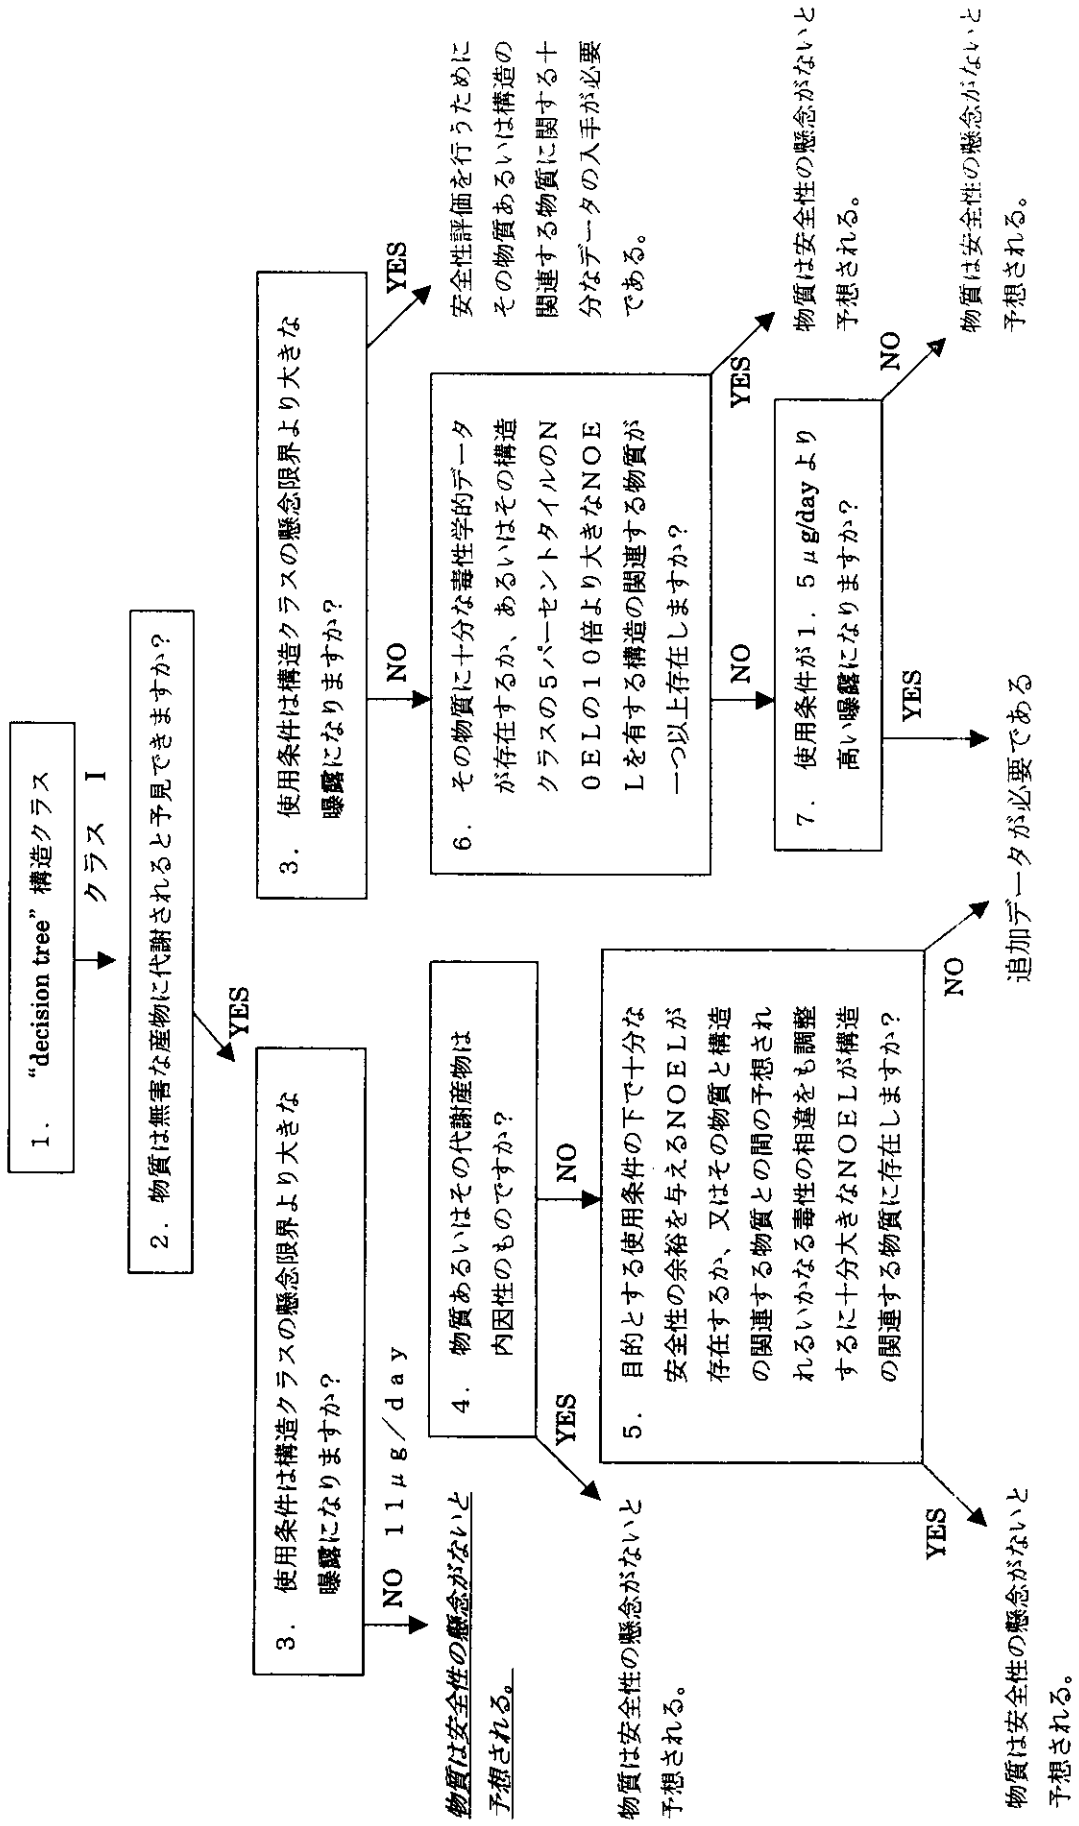 1. “decision tree” 構造クラス
クラス I
2. 物質は無害な産物に代謝されると予見できますか?
YES
3. 使用条件は構造クラスの懸念限界より大きな
曝露になりますか?
NO 11μg/day
物質は安全性の懸念がないと
予想される。
4. 物質あるいはその代謝産物は
内因性のものですか?
YES
物質は安全性の懸念がないと
予想される。
NO
5. 目的とする使用条件の下で十分な
安全性の余裕を与えるNOELが
存在するか、又はその物質と構造
の関連する物質との間の予想され
れるいかなる毒性の相違をも調整
するに十分大きなNOELが構造
の関連する物質に存在しますか?
YES
物質は安全性の懸念がないと
予想される。
NO
追加データが必要である
3. 使用条件は構造クラスの懸念限界より大きな
曝露になりますか?
YES
安全性評価を行うために
その物質あるいは構造の
関連する物質に関する十
分なデータの入手が必要
である。
NO
6. その物質に十分な毒性学的データ
が存在するか、あるいはその構造
クラスの5パーセントタイルのN
OELの10倍より大きなNOE
Lを有する構造の関連する物質が
一つ以上存在しますか?
YES
物質は安全性の懸念がないと
予想される。
NO
7. 使用条件が1.5μg/dayより
高い曝露になりますか?
NO
物質は安全性の懸念がないと
予想される。
YES